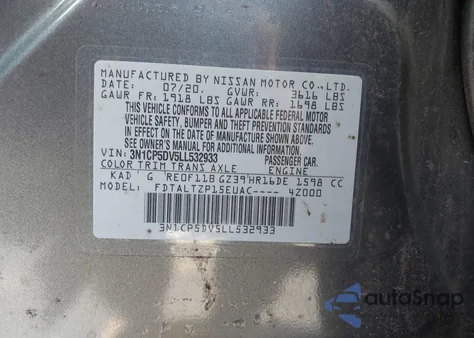 MANUFACTURED BY NISSAN MOTOR CO.,LTD.
DATE: 07/20. GVWR: 3616 LBS
GAWR FR: 1918 LBS GAWR RR: 1698 LBS
THIS VEHICLE CONFORMS TO ALL APPLICABLE FEDERAL MOTOR
VEHICLE SAFETY, BUMPER AND THEFT PREVENTION STANDARDS
IN EFFECT ON THE DATE OF MANUFACTURE SHOWN ABOVE.
SEE OWNER'S MANUAL FOR ADDITIONAL INFORMATION
VIN: 3N1CP5DV5LL532933 PASSENGER CAR.
COLOR TRIM TRANS AXLE ENGINE
KAD G RE0F11B GZ39 HR16DE 1598 CC
MODEL: FDTALTZP15EUAC---- 4Z000
3N1CP5DV5LL532933
autoSnap